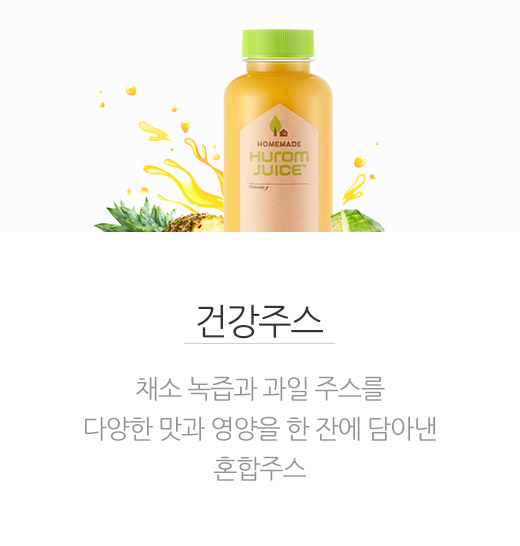 HOMEMADE
Hurom
JUICE™
건강주스
채소 녹즙과 과일 주스를
다양한 맛과 영양을 한 잔에 담아낸
혼합주스